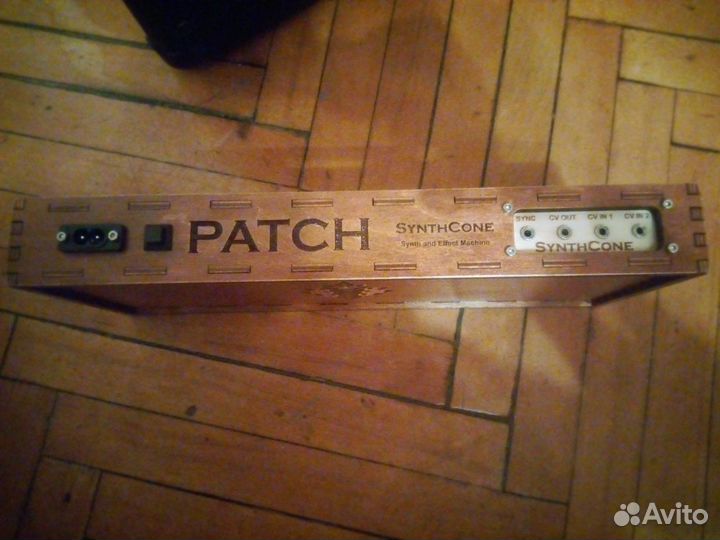 PATCH
SYNTHCONE
Synth and Effect Machine
SYNC CV OUT CV IN 1 CV IN 2
SYNTHCONE
Avito